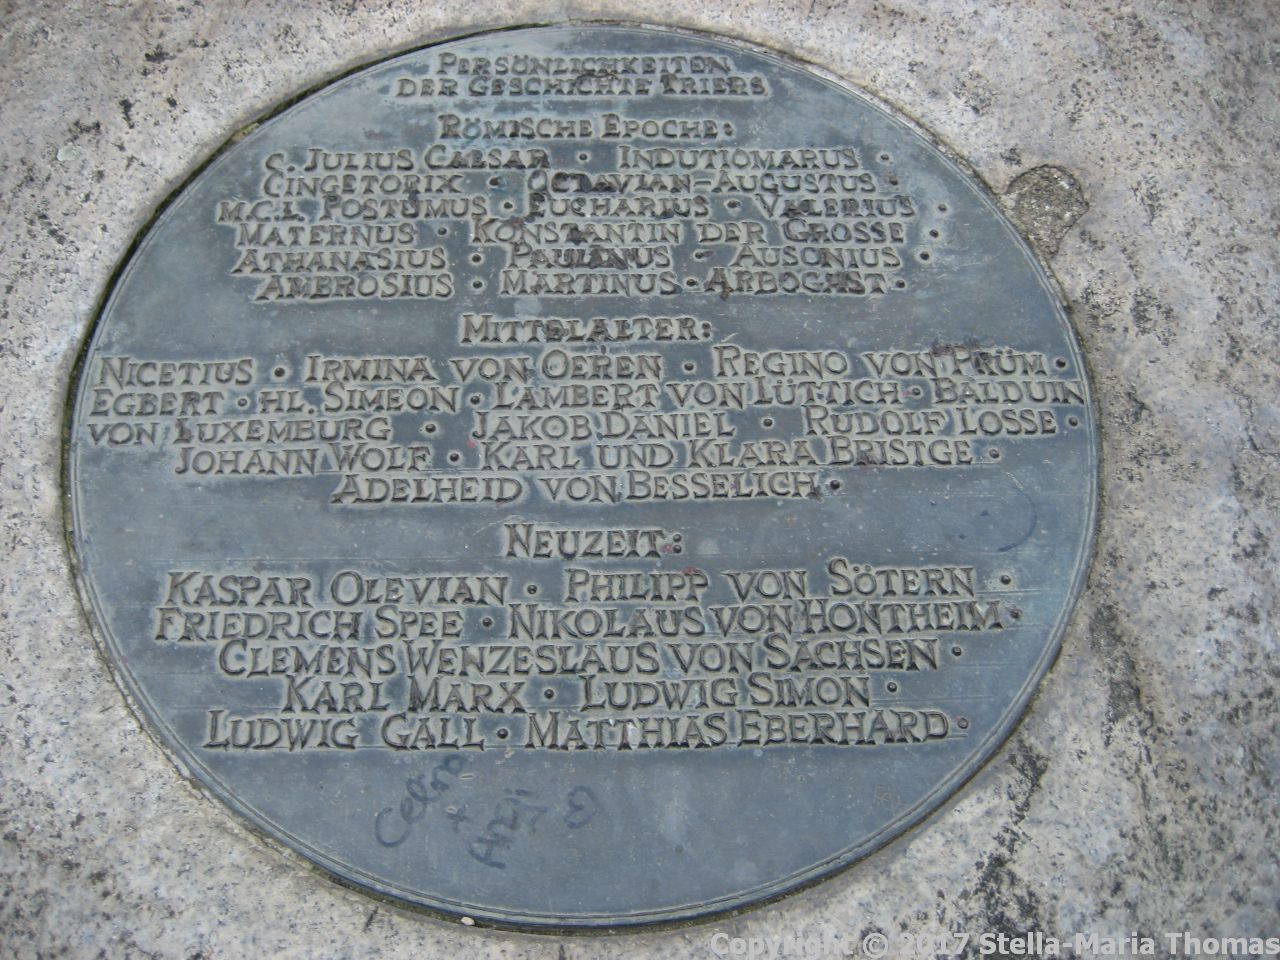 PERSÖNLICHKEITEN
DER GESCHICHTE TRIERS
RÖMISCHE EPOCHE:
C. JULIUS CAESAR · INDUTIOMARUS ·
CINGETORIX · OCTAVIAN-AUGUSTUS ·
M.C.L. POSTUMUS · EUCHARIUS · VALERIUS ·
MATERNUS · KONSTANTIN DER GROSSE ·
ATHANASIUS · PAULINUS · AUSONIUS ·
AMBROSIUS · MARTINUS · ARBOGAST ·
MITTELALTER:
NICETIUS · IRMINA VON OEREN · REGINO VON PRÜM ·
EGBERT · HL. SIMEON · LAMBERT VON LÜTTICH · BALDUIN
VON LUXEMBURG · JAKOB DANIEL · RUDOLF LOSSE ·
JOHANN WOLF · KARL UND KLARA BRISTGE ·
ADELHEID VON BESSELICH ·
NEUZEIT:
KASPAR OLEVIAN · PHILIPP VON SÖTERN ·
FRIEDRICH SPEE · NIKOLAUS VON HONTHEIM ·
CLEMENS WENZESLAUS VON SACHSEN ·
KARL MARX · LUDWIG SIMON ·
LUDWIG GALL · MATTHIAS EBERHARD ·
+
Copyright © 2017 Stella-Maria Thomas